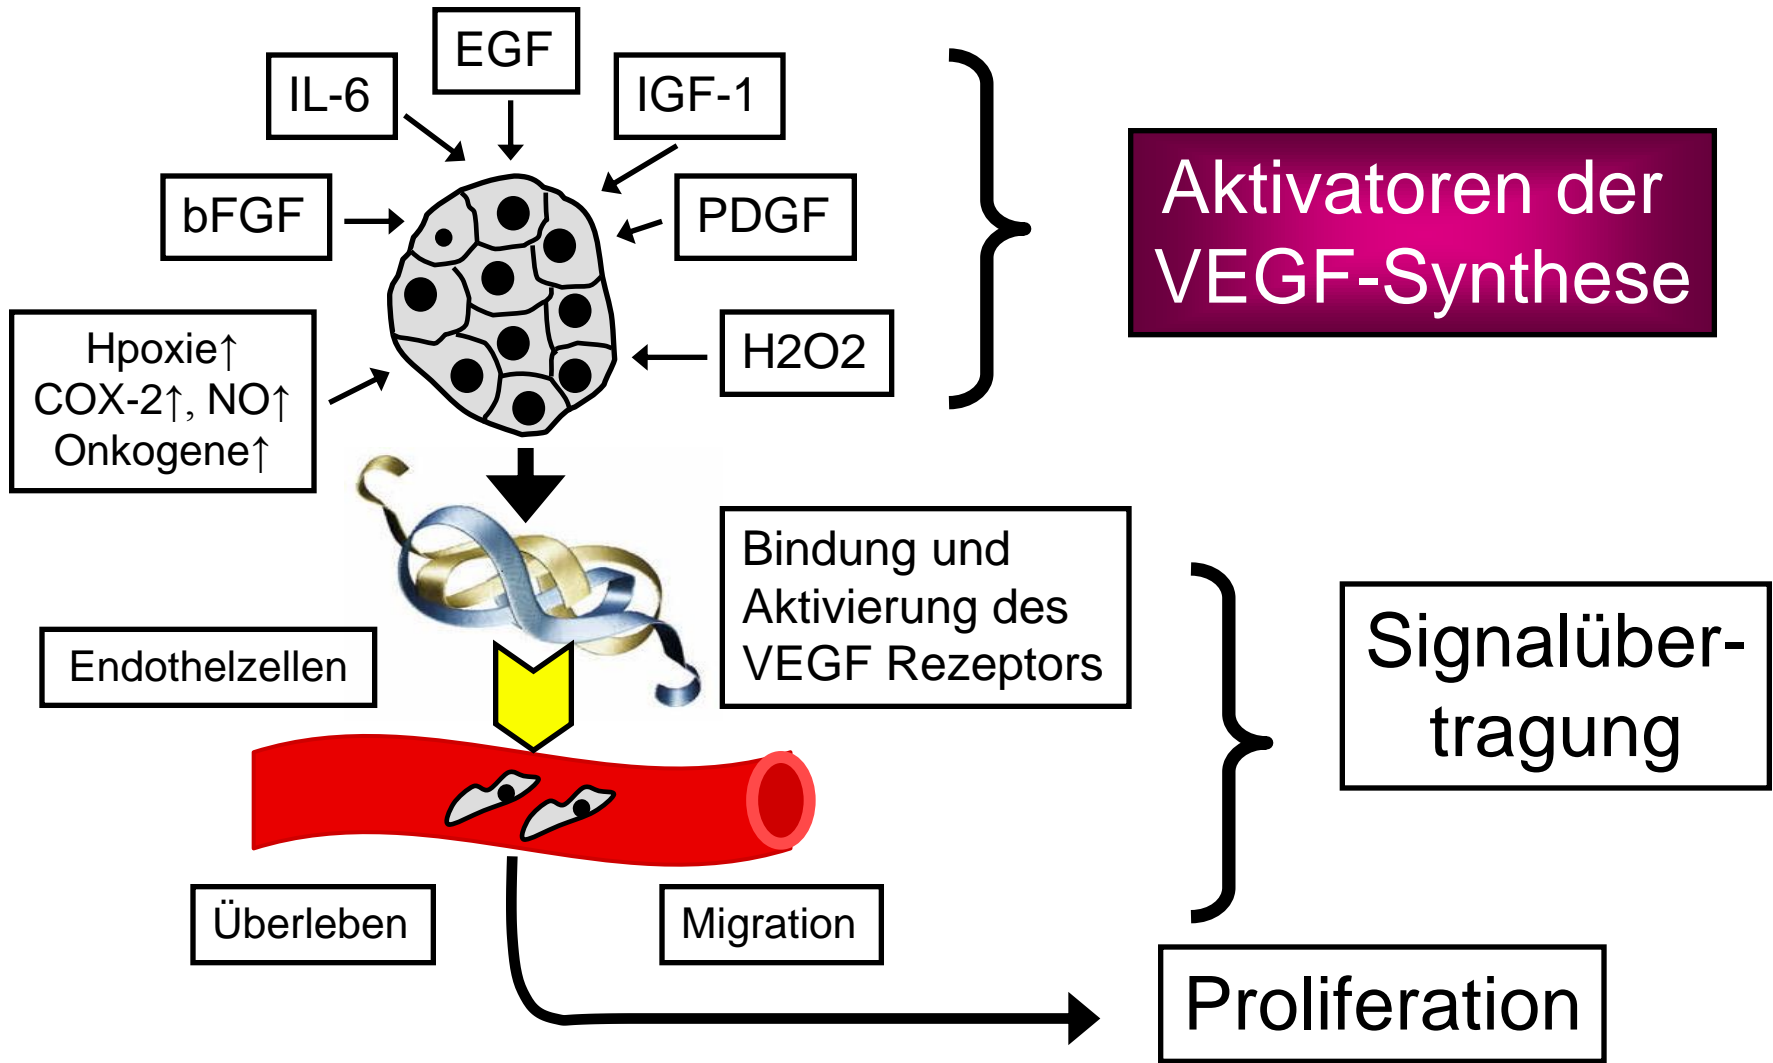 EGF
IL-6
IGF-1
bFGF
PDGF
Aktivatoren der
VEGF-Synthese
Hpoxie↑
COX-2↑, NO↑
Onkogene↑
H2O2
Bindung und
Aktivierung des
VEGF Rezeptors
Endothelzellen
Signalüber-
tragung
Überleben
Migration
Proliferation